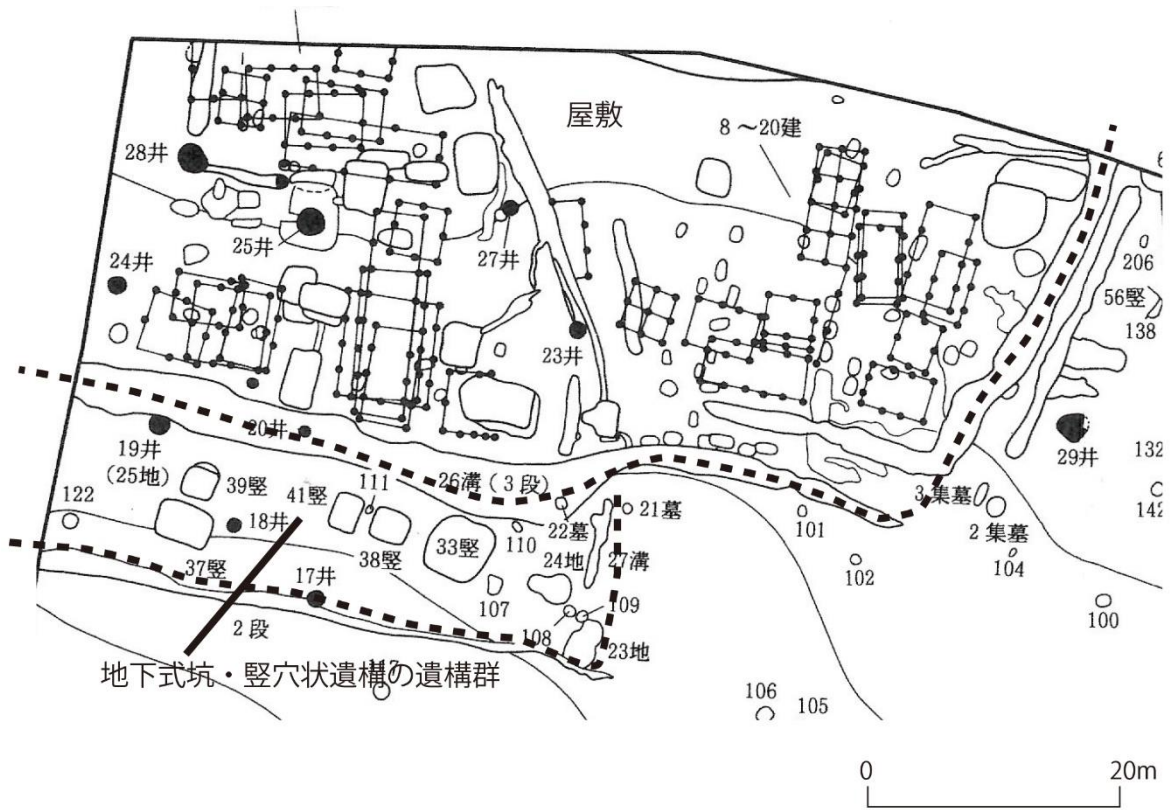 屋敷
8～20建
28井
25井
27井
24井
23井
206
56竪
138
20井
19井
(25地)
26溝(3段)
29井
132
142
39竪
41竪
111
122
18井
37竪
38竪
33竪
110
22墓
21墓
24地
27溝
101
3集墓
2集墓
104
102
100
17井
2段
107
108
109
23地
地下式坑・竪穴状遺構の遺構群
106
105
0
20m